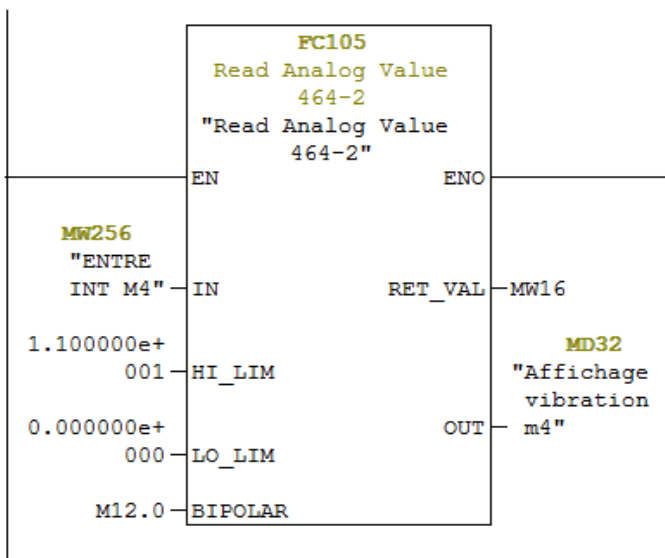 FC105
Read Analog Value
464-2
"Read Analog Value
464-2"
EN ENO
MW256
"ENTRE
INT M4" IN RET_VAL MW16
1.100000e+
001 HI_LIM
MD32
"Affichage
vibration
m4" OUT
0.000000e+
000 LO_LIM
M12.0 BIPOLAR